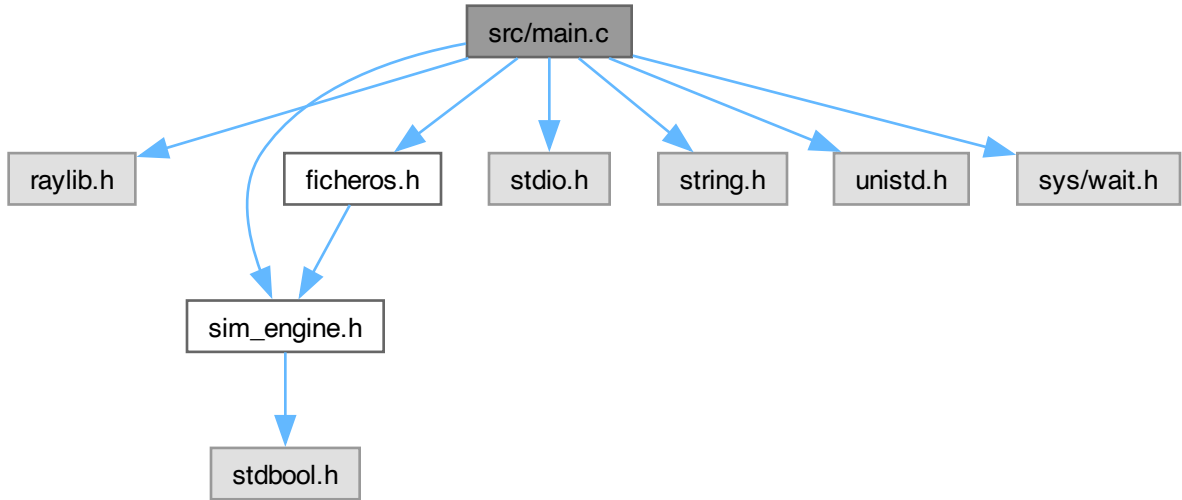 src/main.c
raylib.h
ficheros.h
stdio.h
string.h
unistd.h
sys/wait.h
sim_engine.h
stdbool.h